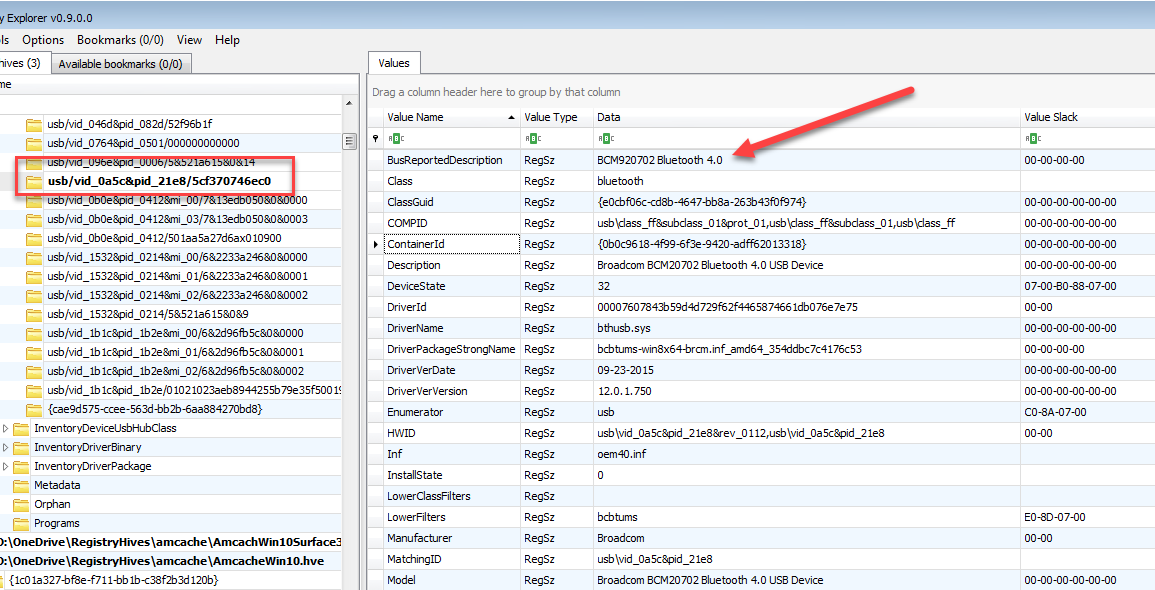 y Explorer v0.9.0.0
ls Options Bookmarks (0/0) View Help
hives (3) Available bookmarks (0/0)
me
usb/vid_046d&pid_082d/52f96b1f
usb/vid_0764&pid_0501/000000000000
usb/vid_096e&pid_0006/5&521a615&0&14
usb/vid_0a5c&pid_21e8/5cf370746ec0
usb/vid_0b0e&pid_0412&mi_00/7&13edb050&0&0000
usb/vid_0b0e&pid_0412&mi_03/7&13edb050&0&0003
usb/vid_0b0e&pid_0412/501aa5a27d6ax010900
usb/vid_1532&pid_0214&mi_00/6&2233a246&0&0000
usb/vid_1532&pid_0214&mi_01/6&2233a246&0&0001
usb/vid_1532&pid_0214&mi_02/6&2233a246&0&0002
usb/vid_1532&pid_0214/5&521a615&0&9
usb/vid_1b1c&pid_1b2e&mi_00/6&2d96fb5c&0&0000
usb/vid_1b1c&pid_1b2e&mi_01/6&2d96fb5c&0&0001
usb/vid_1b1c&pid_1b2e&mi_02/6&2d96fb5c&0&0002
usb/vid_1b1c&pid_1b2e/01021023aeb8944255b79e35f50019
{cae9d575-ccee-563d-bb2b-6aa884270bd8}
InventoryDeviceUsbHubClass
InventoryDriverBinary
InventoryDriverPackage
Metadata
Orphan
Programs
D:\OneDrive\RegistryHives\amcache\AmcachWin10Surface3
D:\OneDrive\RegistryHives\amcache\AmcacheWin10.hve
{1c01a327-bf8e-f711-bb1b-c38f2b3d120b}
Values
Drag a column header here to group by that column
Value Name Value Type Data Value Slack
ABC ABC ABC ABC
BusReportedDescription RegSz BCM920702 Bluetooth 4.0 00-00-00-00
Class RegSz bluetooth
ClassGuid RegSz {e0cbf06c-cd8b-4647-bb8a-263b43f0f974} 00-00-00-00-00-00
COMPID RegSz usb\class_ff&subclass_01&prot_01,usb\class_ff&subclass_01,usb\class_ff 00-00-00-00-00-00
ContainerId RegSz {0b0c9618-4f99-6f3e-9420-adff62013318} 00-00-00-00-00-00
Description RegSz Broadcom BCM20702 Bluetooth 4.0 USB Device 00-00-00-00-00-00
DeviceState RegSz 32 07-00-B0-88-07-00
DriverId RegSz 00007607843b59d4d729f62f4465874661db076e7e75 00-00
DriverName RegSz bthusb.sys 00-00-00-00-00-00
DriverPackageStrongName RegSz bcbtums-win8x64-brcm.inf_amd64_354ddbc7c4176c53 00-00-00-00
DriverVerDate RegSz 09-23-2015 00-00-00-00-00-00
DriverVerVersion RegSz 12.0.1.750 00-00-00-00-00-00
Enumerator RegSz usb C0-8A-07-00
HWID RegSz usb\vid_0a5c&pid_21e8&rev_0112,usb\vid_0a5c&pid_21e8 00-00
Inf RegSz oem40.inf
InstallState RegSz 0
LowerClassFilters RegSz
LowerFilters RegSz bcbtums E0-8D-07-00
Manufacturer RegSz Broadcom 00-00
MatchingID RegSz usb\vid_0a5c&pid_21e8
Model RegSz Broadcom BCM20702 Bluetooth 4.0 USB Device 00-00-00-00-00-00